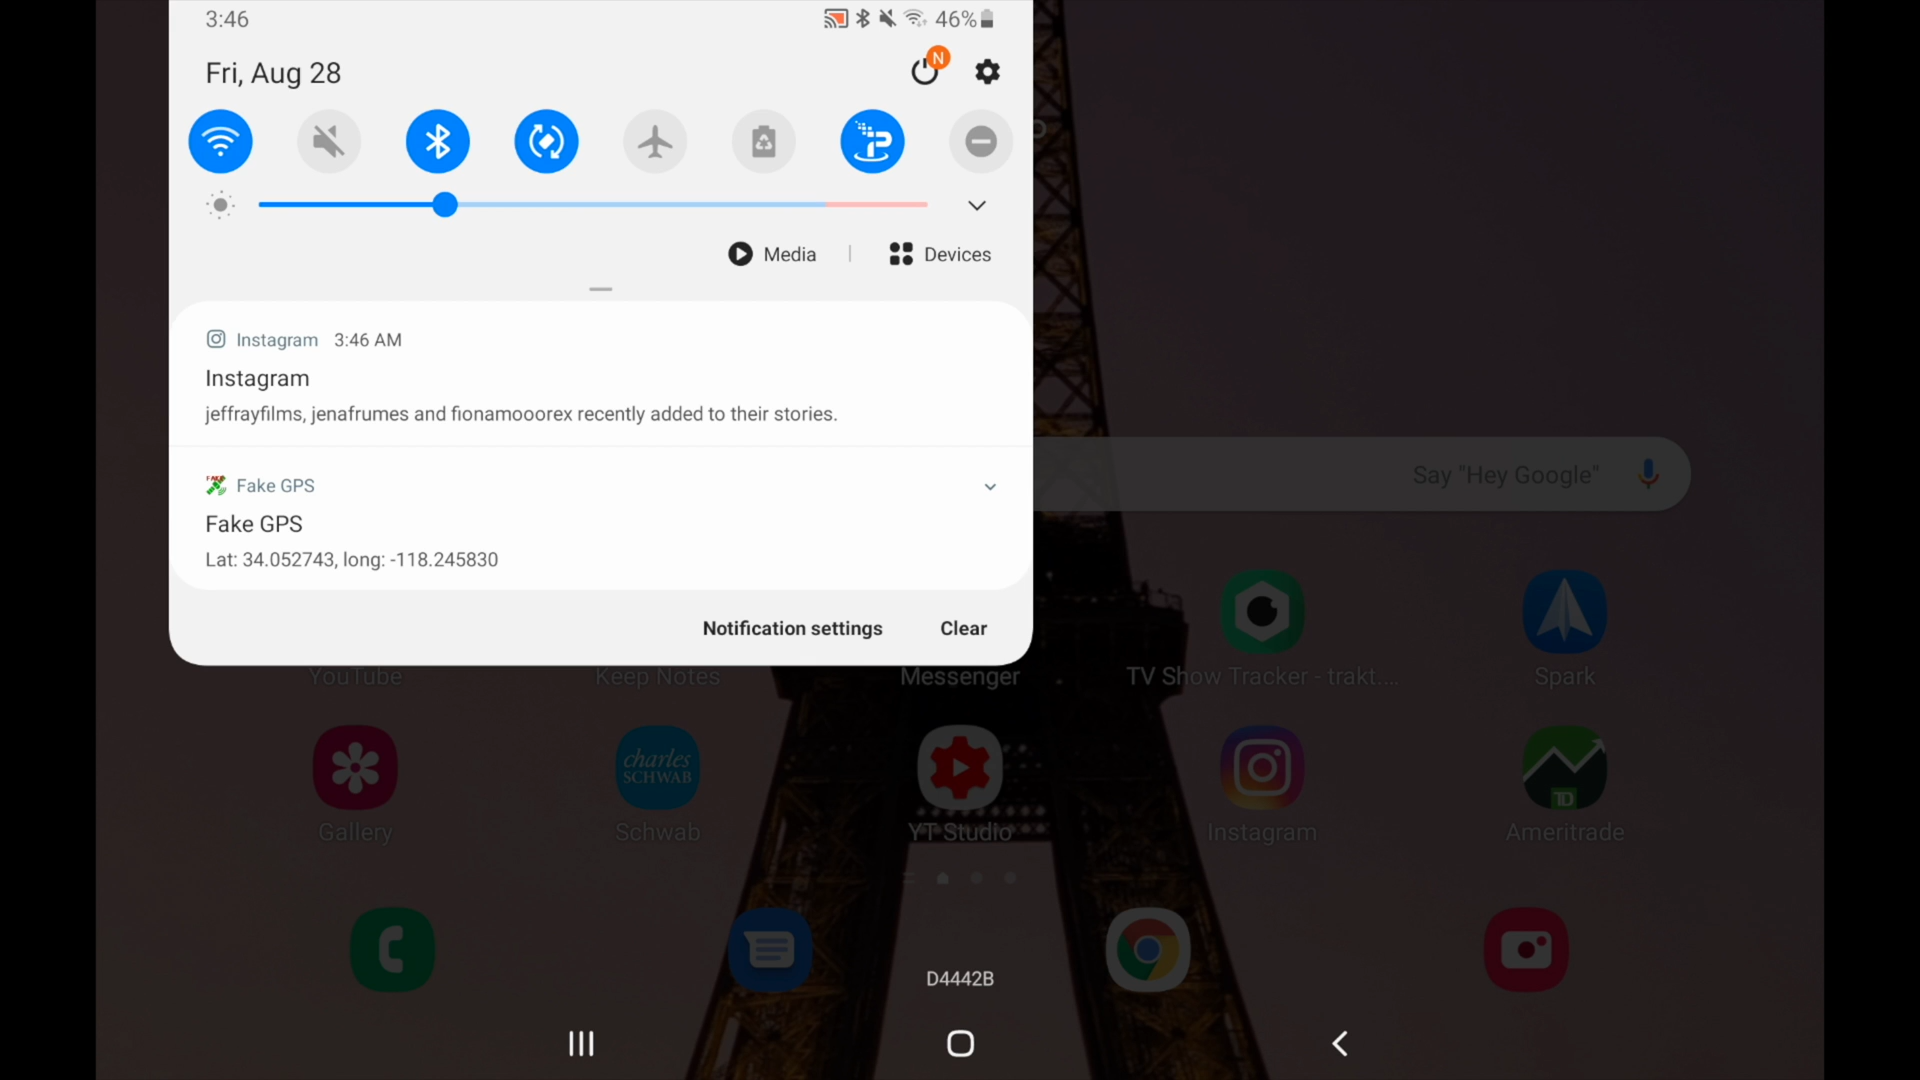 3:46
46%
N
Fri, Aug 28
Media
Devices
Instagram 3:46 AM
Instagram
jeffrayfilms, jenafrumes and fionamooorex recently added to their stories.
Fake GPS
Fake GPS
Lat: 34.052743, long: -118.245830
Notification settings
Clear
Say "Hey Google"
YouTube
Keep Notes
Messenger
TV Show Tracker - trakt....
Spark
charles
SCHWAB
TD
Gallery
Schwab
YT Studio
Instagram
Ameritrade
D4442B